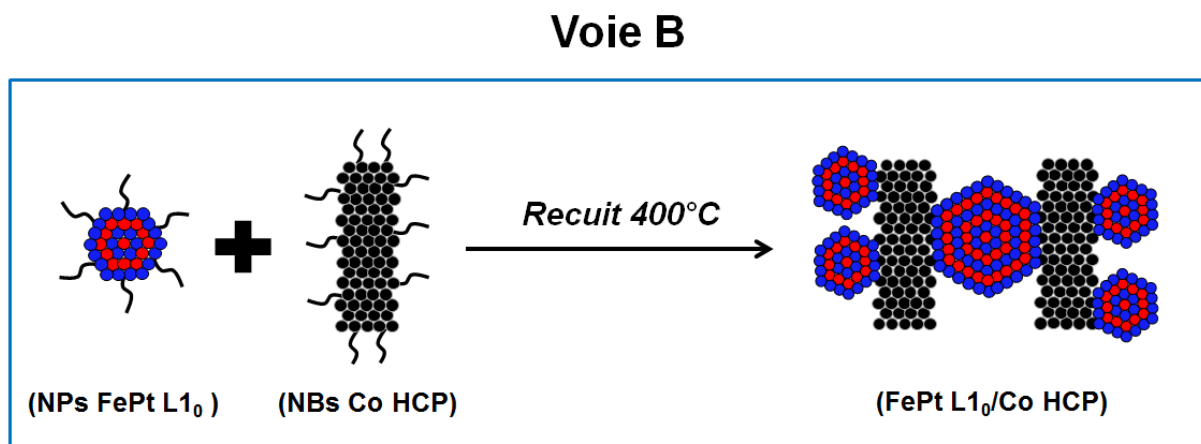 Voie B
Recuit 400°C
(NPs FePt L1₀ )
(NBs Co HCP)
(FePt L1₀/Co HCP)